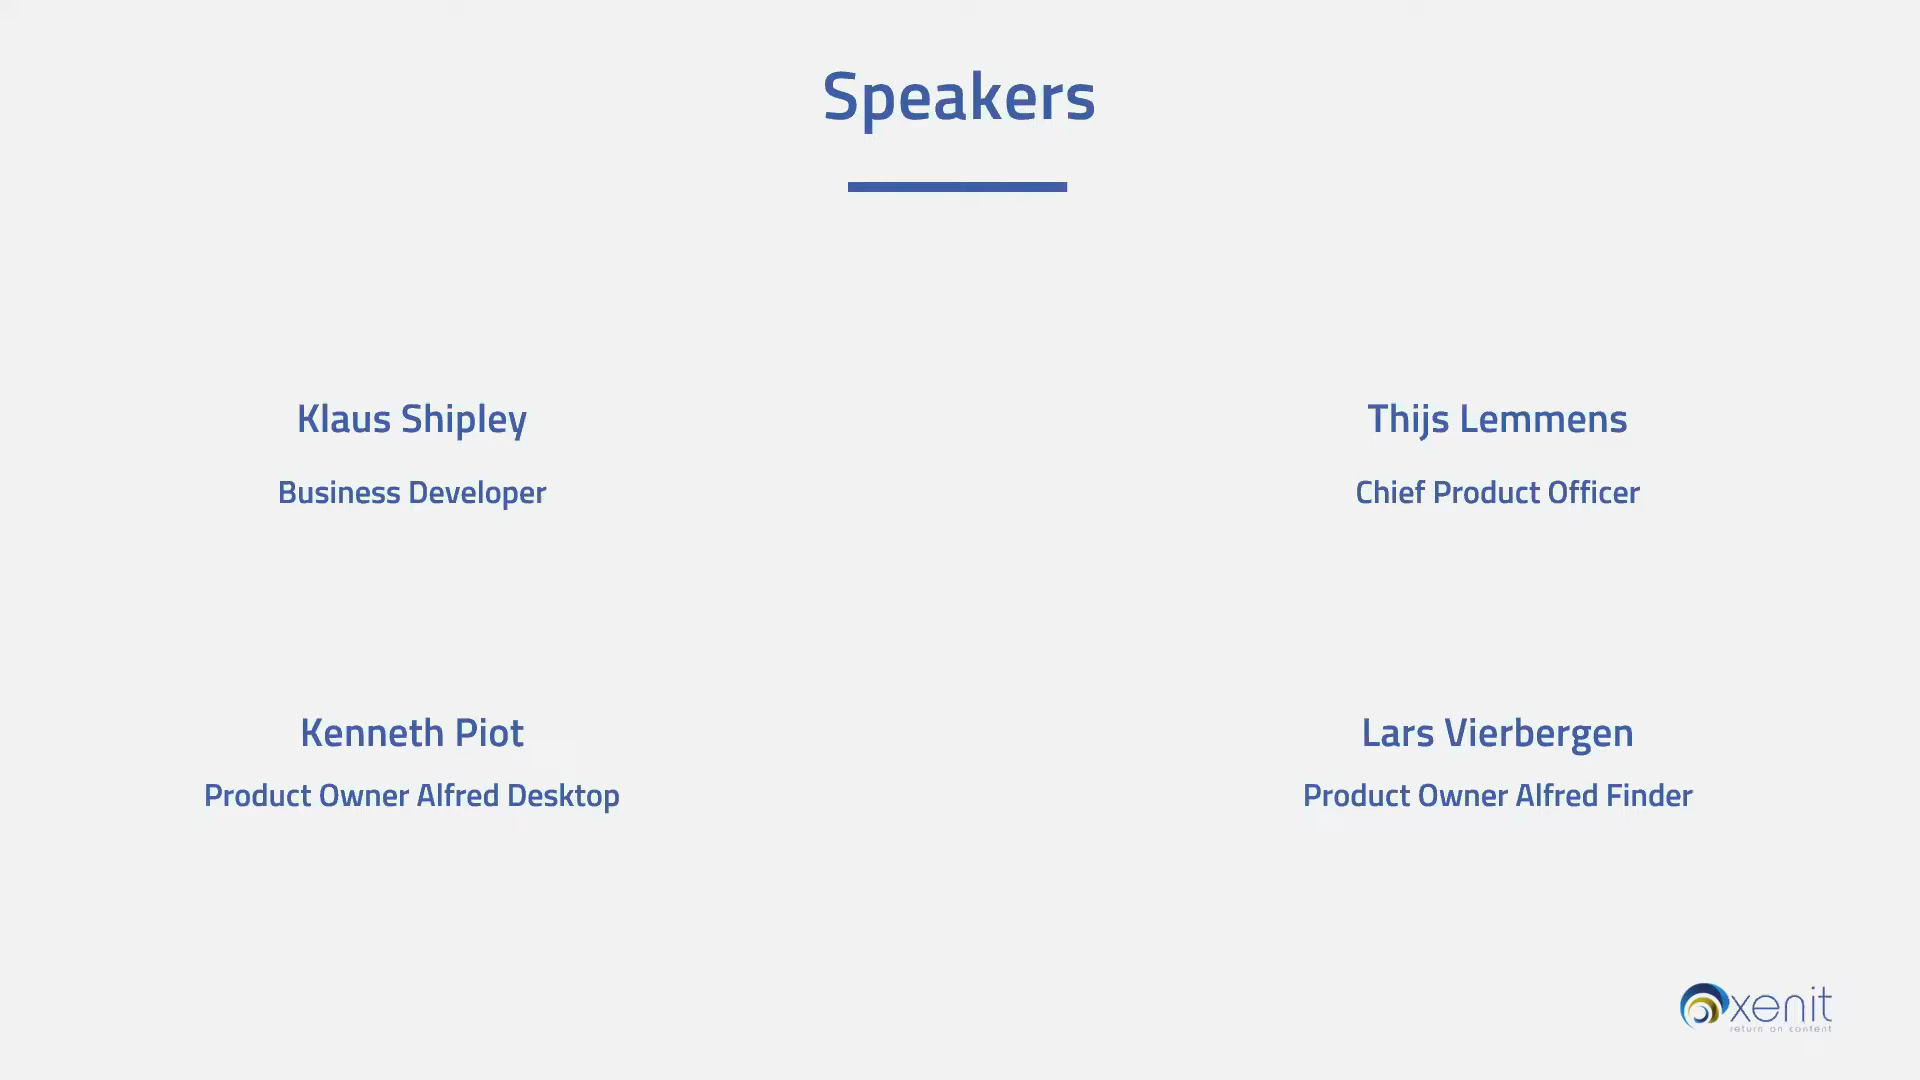 Speakers
Klaus Shipley
Business Developer
Thijs Lemmens
Chief Product Officer
Kenneth Piot
Product Owner Alfred Desktop
Lars Vierbergen
Product Owner Alfred Finder
xenit
return on content